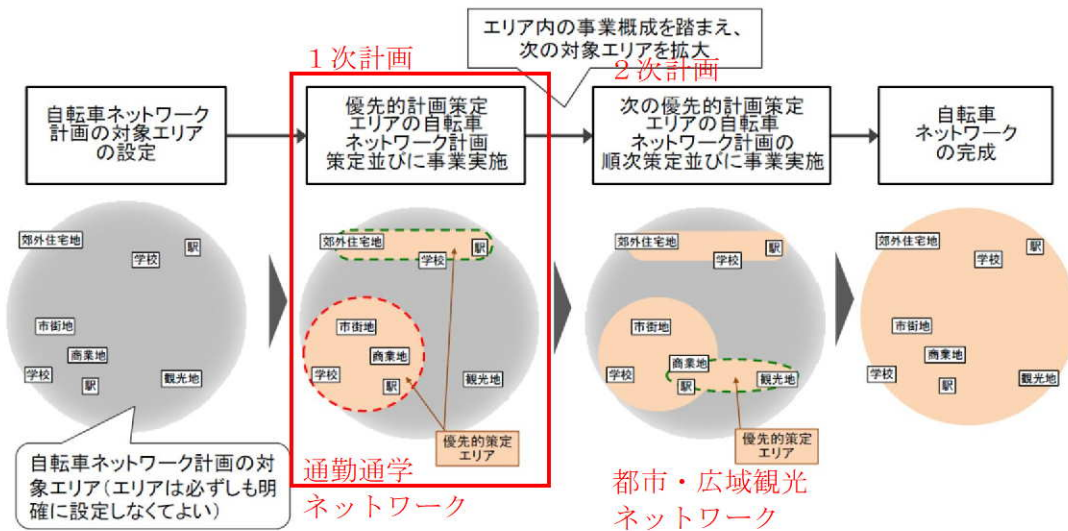 エリア内の事業概成を踏まえ、
次の対象エリアを拡大
1次計画
2次計画
自転車ネットワーク
計画の対象エリア
の設定
優先的計画策定
エリアの自転車
ネットワーク計画
策定並びに事業実施
次の優先的計画策定
エリアの自転車
ネットワーク計画の
順次策定並びに事業実施
自転車
ネットワーク
の完成
郊外住宅地
駅
学校
市街地
商業地
学校
駅
観光地
郊外住宅地
駅
学校
市街地
商業地
学校
駅
観光地
優先的策定
エリア
郊外住宅地
駅
学校
市街地
商業地
学校
駅
観光地
優先的策定
エリア
郊外住宅地
駅
学校
市街地
商業地
学校
駅
観光地
自転車ネットワーク計画の対
象エリア(エリアは必ずしも明
確に設定しなくてよい)
通勤通学
ネットワーク
都市・広域観光
ネットワーク